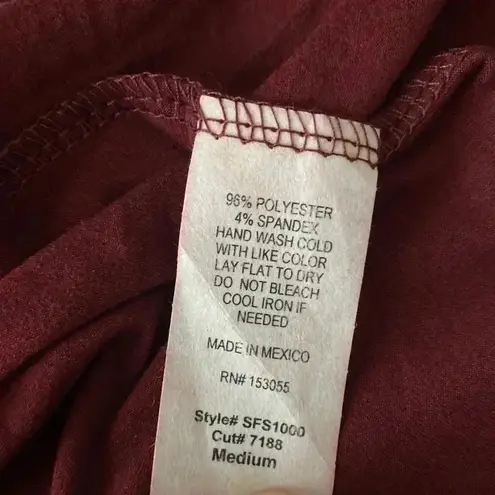 96% POLYESTER
4% SPANDEX
HAND WASH COLD
WITH LIKE COLOR
LAY FLAT TO DRY
DO NOT BLEACH
COOL IRON IF
NEEDED
MADE IN MEXICO
RN# 153055
Style# SFS1000
Cut# 7188
Medium